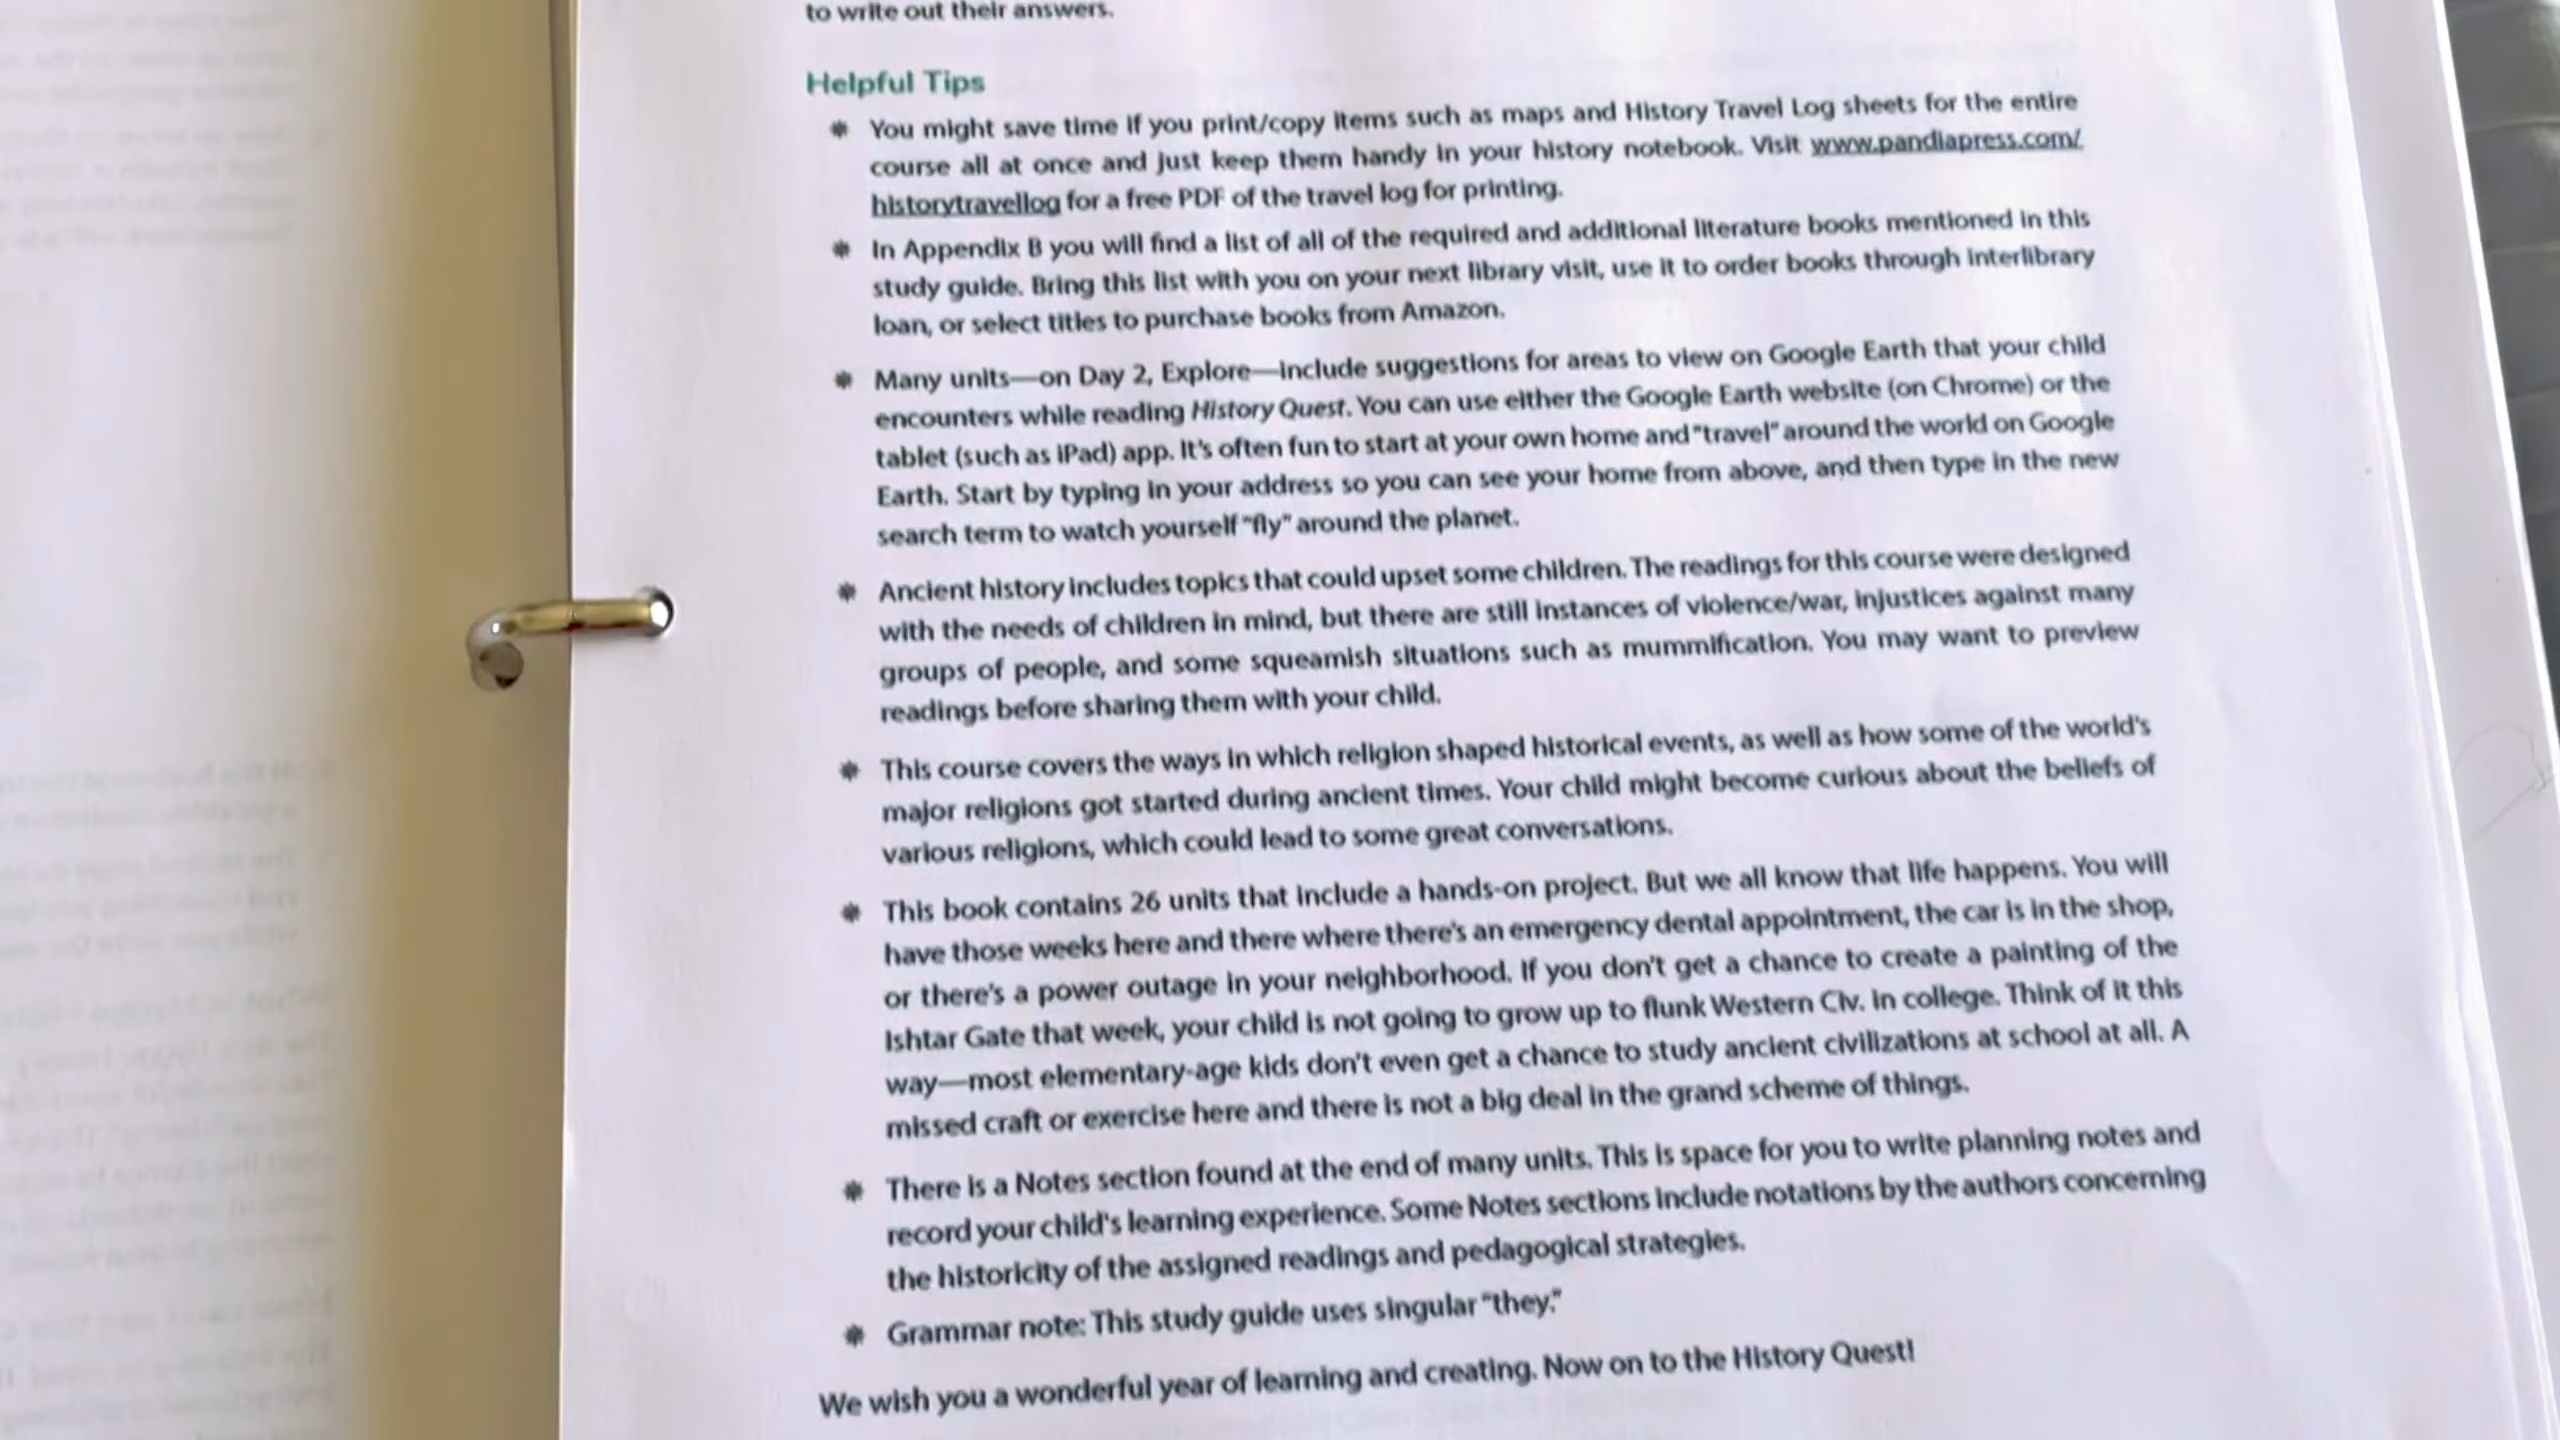 to write out their answers.
Helpful Tips
* You might save time if you print/copy items such as maps and History Travel Log sheets for the entire
course all at once and just keep them handy in your history notebook. Visit www.pandiapress.com/
historytravellog for a free PDF of the travel log for printing.
* In Appendix B you will find a list of all of the required and additional literature books mentioned in this
study guide. Bring this list with you on your next library visit, use it to order books through interlibrary
loan, or select titles to purchase books from Amazon.
* Many units—on Day 2, Explore—include suggestions for areas to view on Google Earth that your child
encounters while reading History Quest. You can use either the Google Earth website (on Chrome) or the
tablet (such as iPad) app. It's often fun to start at your own home and "travel" around the world on Google
Earth. Start by typing in your address so you can see your home from above, and then type in the new
search term to watch yourself "fly" around the planet.
* Ancient history includes topics that could upset some children. The readings for this course were designed
with the needs of children in mind, but there are still instances of violence/war, injustices against many
groups of people, and some squeamish situations such as mummification. You may want to preview
readings before sharing them with your child.
* This course covers the ways in which religion shaped historical events, as well as how some of the world's
major religions got started during ancient times. Your child might become curious about the beliefs of
various religions, which could lead to some great conversations.
* This book contains 26 units that include a hands-on project. But we all know that life happens. You will
have those weeks here and there where there's an emergency dental appointment, the car is in the shop,
or there's a power outage in your neighborhood. If you don't get a chance to create a painting of the
Ishtar Gate that week, your child is not going to grow up to flunk Western Civ. in college. Think of it this
way—most elementary-age kids don't even get a chance to study ancient civilizations at school at all. A
missed craft or exercise here and there is not a big deal in the grand scheme of things.
* There is a Notes section found at the end of many units. This is space for you to write planning notes and
record your child's learning experience. Some Notes sections include notations by the authors concerning
the historicity of the assigned readings and pedagogical strategies.
* Grammar note: This study guide uses singular "they."
We wish you a wonderful year of learning and creating. Now on to the History Quest!